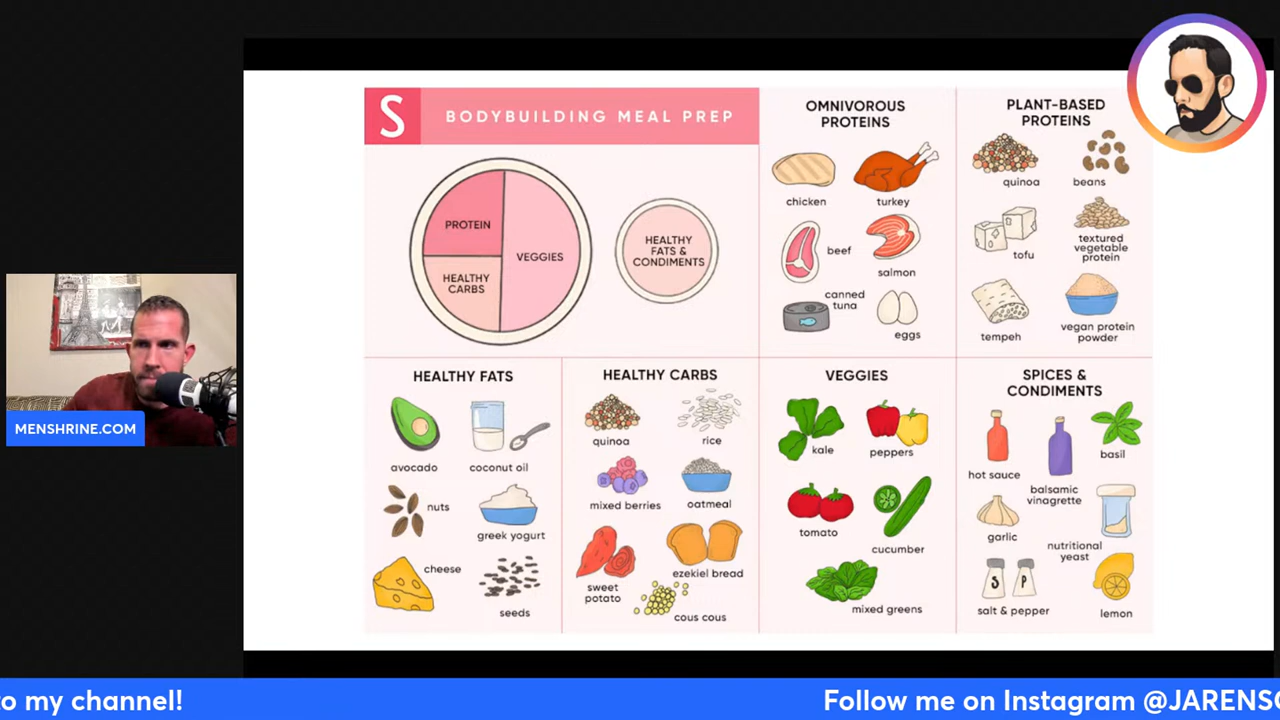 S
BODYBUILDING MEAL PREP
PROTEIN
HEALTHY
CARBS
VEGGIES
HEALTHY
FATS &
CONDIMENTS
OMNIVOROUS
PROTEINS
chicken
turkey
beef
salmon
canned
tuna
eggs
PLANT-BASED
PROTEINS
quinoa
beans
tofu
textured
vegetable
protein
tempeh
vegan protein
powder
HEALTHY FATS
avocado
coconut oil
nuts
greek yogurt
cheese
seeds
HEALTHY CARBS
quinoa
rice
mixed berries
oatmeal
sweet
potato
ezekiel bread
cous cous
VEGGIES
kale
peppers
tomato
cucumber
mixed greens
SPICES &
CONDIMENTS
hot sauce
balsamic
vinagrette
basil
garlic
nutritional
yeast
S P
salt & pepper
lemon
MENSHRINE.COM
o my channel!
Follow me on Instagram @JARENS